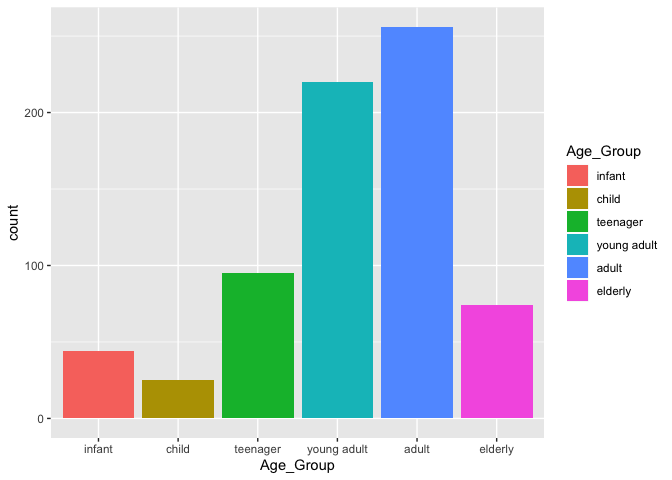 count
200
100
0
infant
child
teenager
young adult
adult
elderly
Age_Group
Age_Group
infant
child
teenager
young adult
adult
elderly